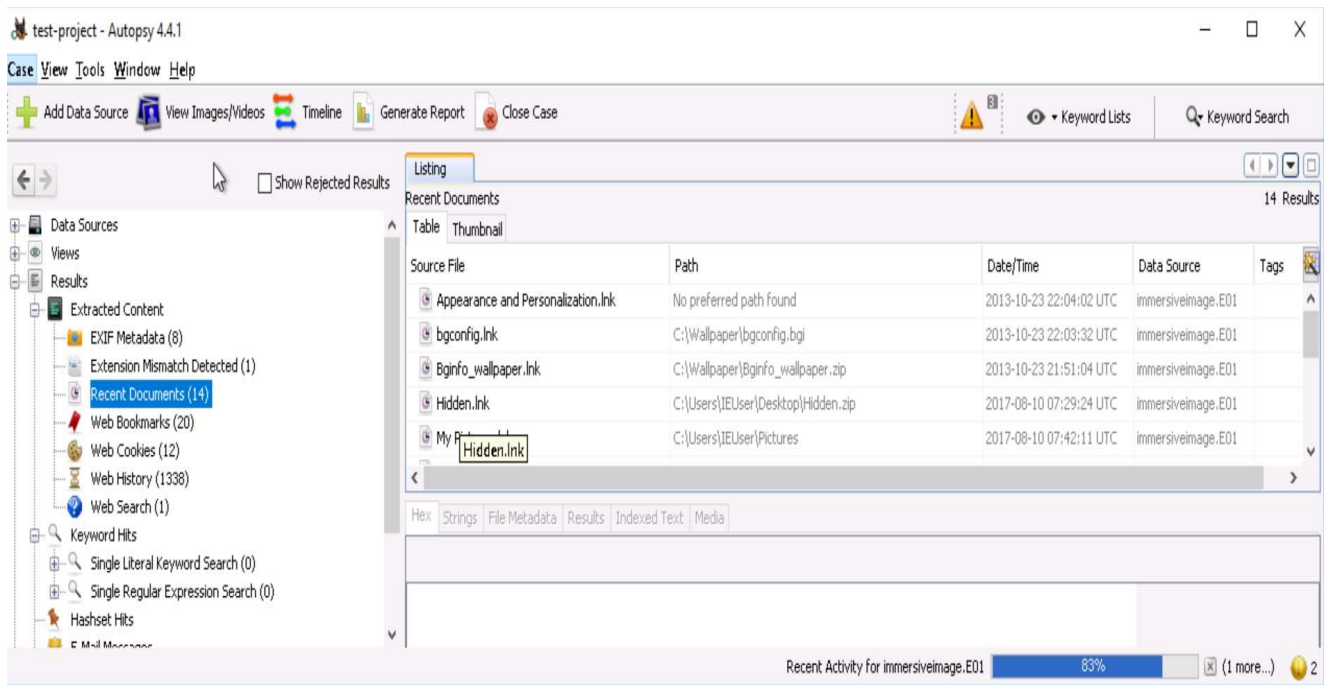 test-project - Autopsy 4.4.1
Case View Tools Window Help
Add Data Source View Images/Videos Timeline Generate Report Close Case 3 Keyword Lists Keyword Search
Show Rejected Results
Data Sources
Views
Results
Extracted Content
EXIF Metadata (8)
Extension Mismatch Detected (1)
Recent Documents (14)
Web Bookmarks (20)
Web Cookies (12)
Web History (1338)
Web Search (1)
Keyword Hits
Single Literal Keyword Search (0)
Single Regular Expression Search (0)
Hashset Hits
E-Mail Messages
Listing
Recent Documents 14 Results
Table Thumbnail
Source File Path Date/Time Data Source Tags
Appearance and Personalization.lnk No preferred path found 2013-10-23 22:04:02 UTC immersiveimage.E01
bgconfig.lnk C:\Wallpaper\bgconfig.bgi 2013-10-23 22:03:32 UTC immersiveimage.E01
Bginfo_wallpaper.lnk C:\Wallpaper\Bginfo_wallpaper.zip 2013-10-23 21:51:04 UTC immersiveimage.E01
Hidden.lnk C:\Users\IEUser\Desktop\Hidden.zip 2017-08-10 07:29:24 UTC immersiveimage.E01
My C:\Users\IEUser\Pictures 2017-08-10 07:42:11 UTC immersiveimage.E01
Hidden.lnk
Hex Strings File Metadata Results Indexed Text Media
Recent Activity for immersiveimage.E01 83% (1 more...) 2